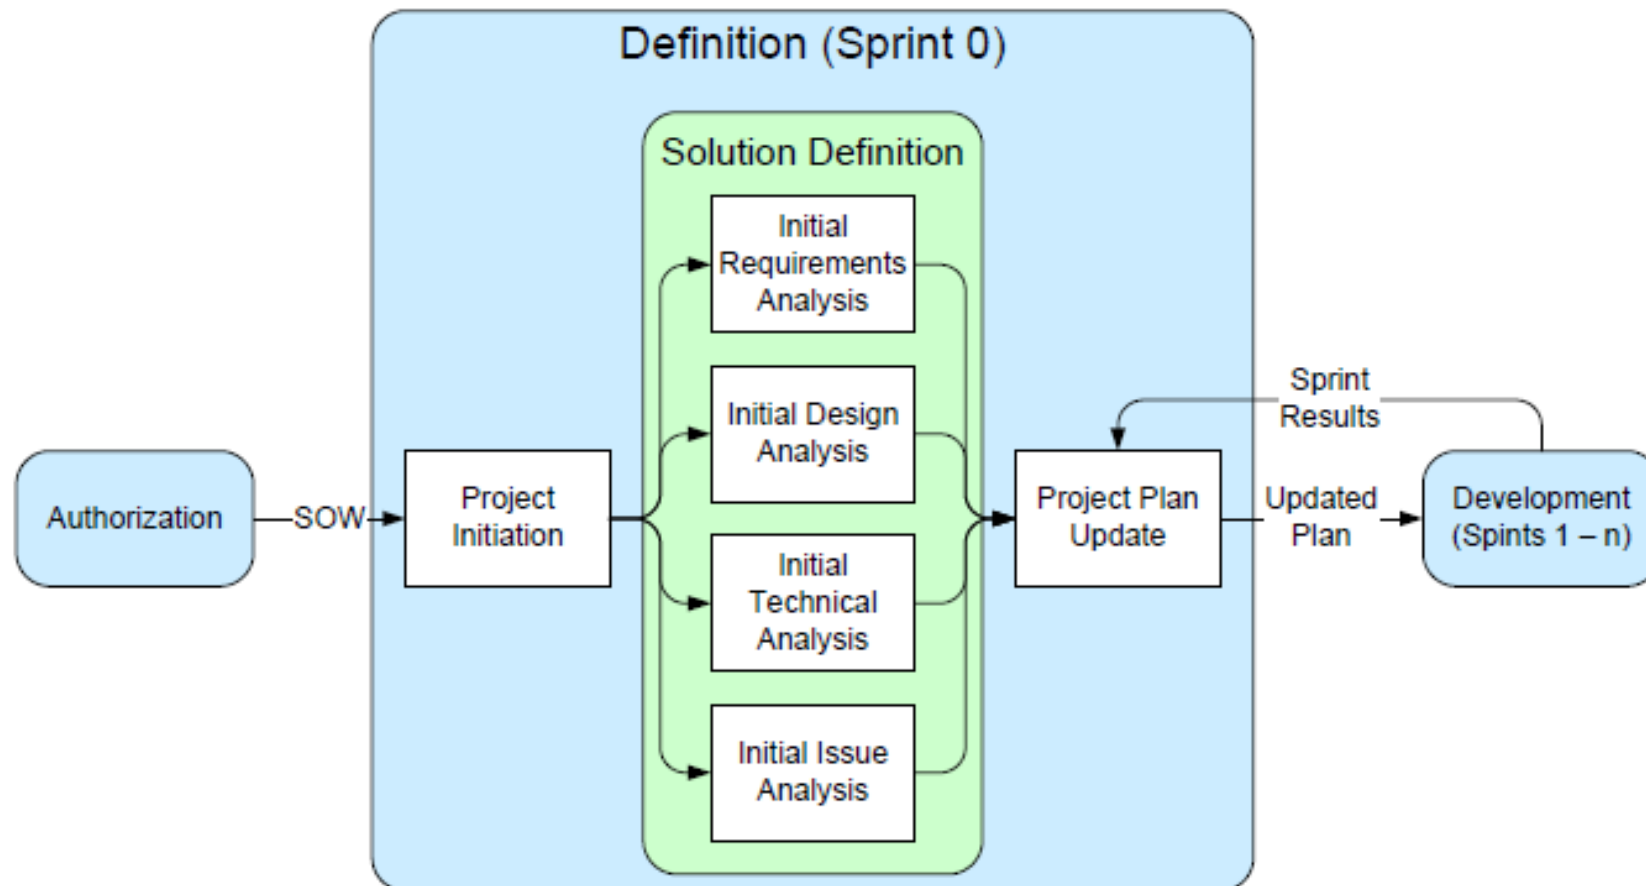 Definition (Sprint 0)
Solution Definition
Initial
Requirements
Analysis
Initial Design
Analysis
Initial
Technical
Analysis
Initial Issue
Analysis
Authorization
SOW
Project
Initiation
Project Plan
Update
Sprint
Results
Updated
Plan
Development
(Spints 1 – n)